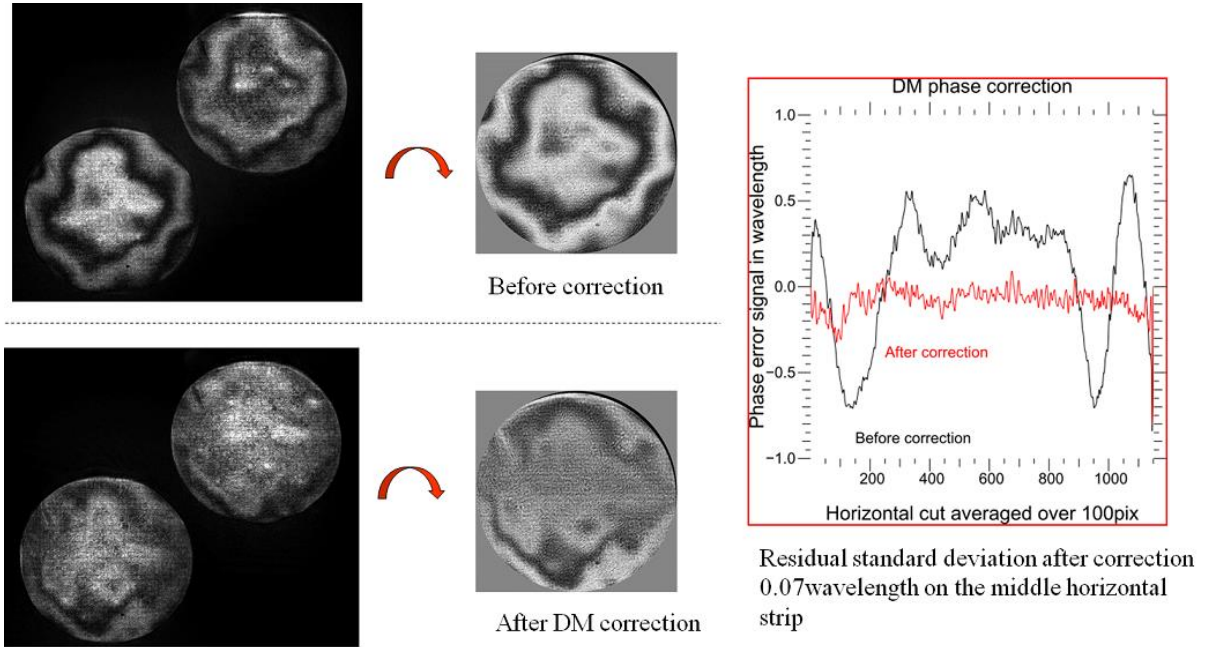 Before correction
After DM correction
DM phase correction
Phase error signal in wavelength
1.0
0.5
0.0
−0.5
−1.0
After correction
Before correction
200 400 600 800 1000
Horizontal cut averaged over 100pix
Residual standard deviation after correction
0.07wavelength on the middle horizontal
strip